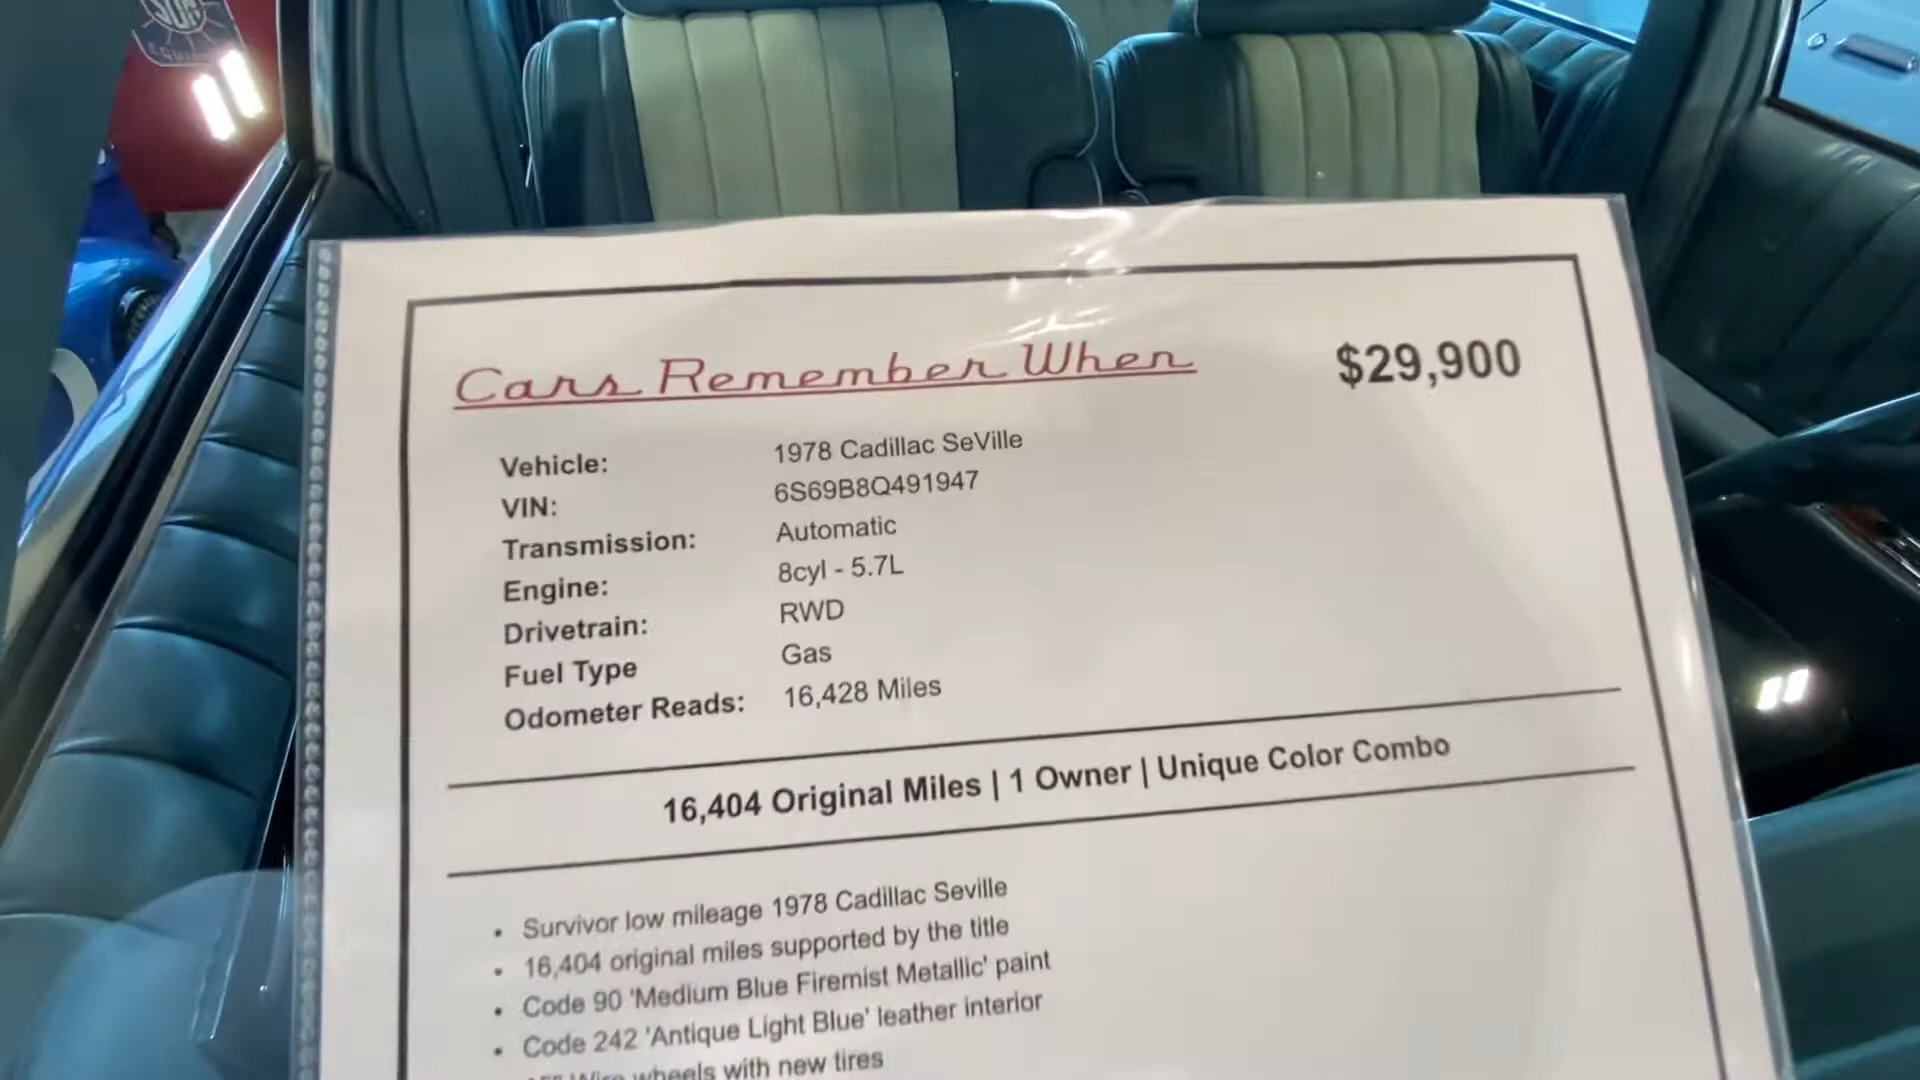 SUN
EQUIP
Cars Remember When
$29,900
Vehicle: 1978 Cadillac SeVille
VIN: 6S69B8Q491947
Transmission: Automatic
Engine: 8cyl - 5.7L
Drivetrain: RWD
Fuel Type Gas
Odometer Reads: 16,428 Miles
16,404 Original Miles | 1 Owner | Unique Color Combo
• Survivor low mileage 1978 Cadillac Seville
• 16,404 original miles supported by the title
• Code 90 'Medium Blue Firemist Metallic' paint
• Code 242 'Antique Light Blue' leather interior
Wire wheels with new tires